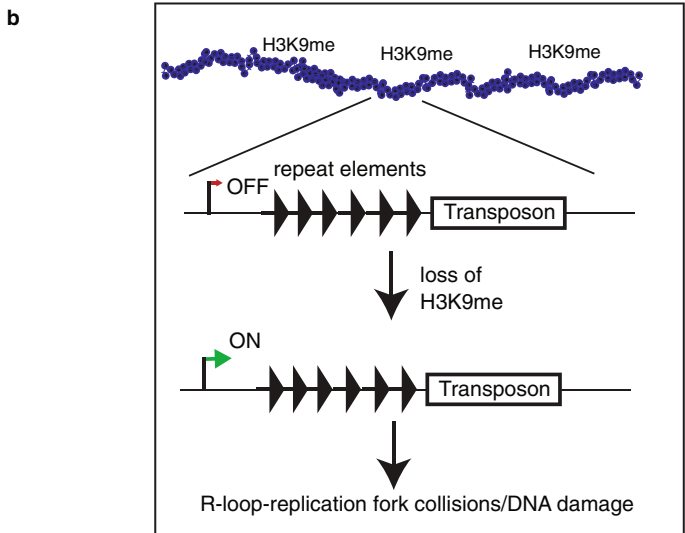 b
H3K9me
H3K9me
H3K9me
repeat elements
OFF
Transposon
loss of
H3K9me
ON
Transposon
R-loop-replication fork collisions/DNA damage